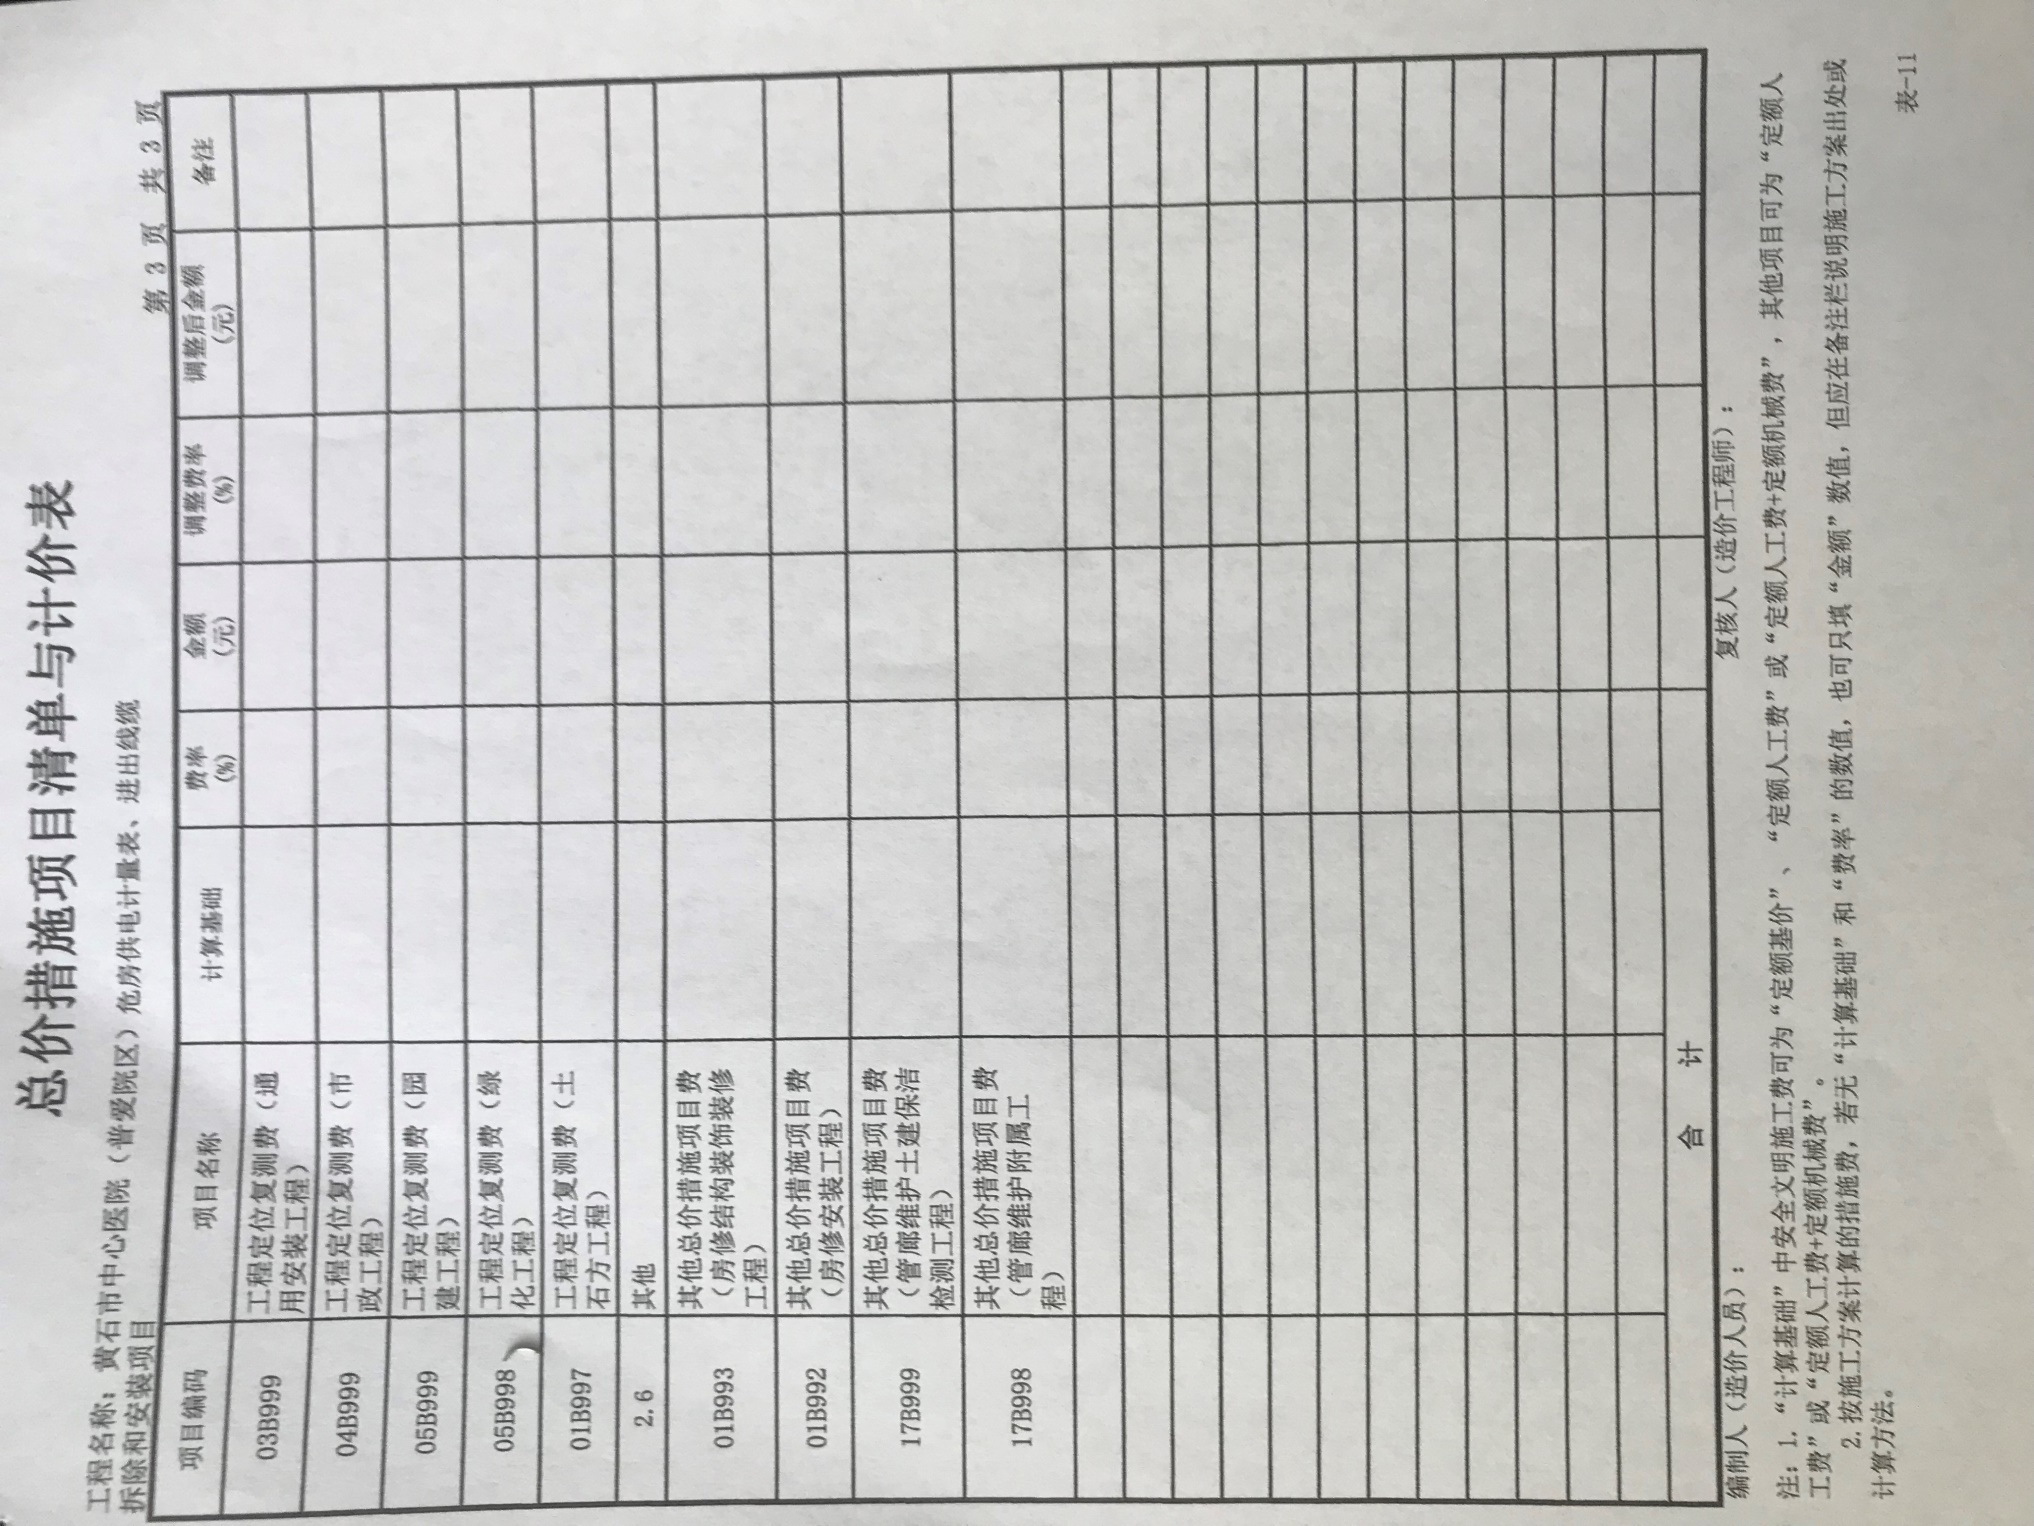 总价措施项目清单与计价表
工程名称：黄石市中心医院（普爱院区）危房供电计量表、进出线缆
拆除和安装项目
第 3 页 共 3 页
项目编码 项目名称 计算基础 费率 (%) 金额 (元) 调整费率 (%) 调整后金额 (元) 备注
03B999 工程定位复测费（通
用安装工程）
04B999 工程定位复测费（市
政工程）
05B999 工程定位复测费（园
建工程）
05B998 工程定位复测费（绿
化工程）
01B997 工程定位复测费（土
石方工程）
2.6 其他
01B993 其他总价措施项目费
（房修结构装饰装修
工程）
01B992 其他总价措施项目费
（房修安装工程）
17B999 其他总价措施项目费
（管廊维护土建保洁
检测工程）
17B998 其他总价措施项目费
（管廊维护附属工
程）
合 计
编制人（造价人员）： 复核人（造价工程师）：
注：1.“计算基础”中安全文明施工费可为“定额基价”、“定额人工费”或“定额人工费+定额机械费”，其他项目可为“定额人
工费”或“定额人工费+定额机械费”。
2.按施工方案计算的措施费，若无“计算基础”和“费率”的数值，也可只填“金额”数值，但应在备注栏说明施工方案出处或
计算方法。
表-11